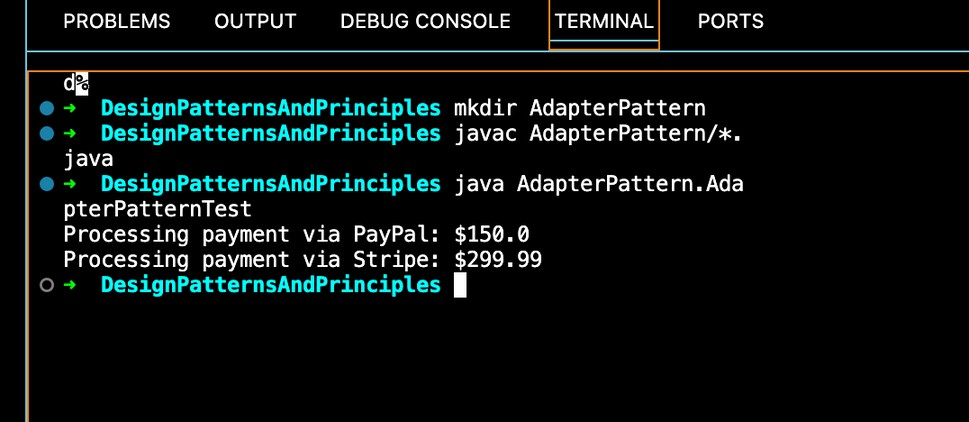 PROBLEMS OUTPUT DEBUG CONSOLE TERMINAL PORTS
d%
➜ DesignPatternsAndPrinciples mkdir AdapterPattern
➜ DesignPatternsAndPrinciples javac AdapterPattern/*.
java
➜ DesignPatternsAndPrinciples java AdapterPattern.Ada
pterPatternTest
Processing payment via PayPal: $150.0
Processing payment via Stripe: $299.99
➜ DesignPatternsAndPrinciples